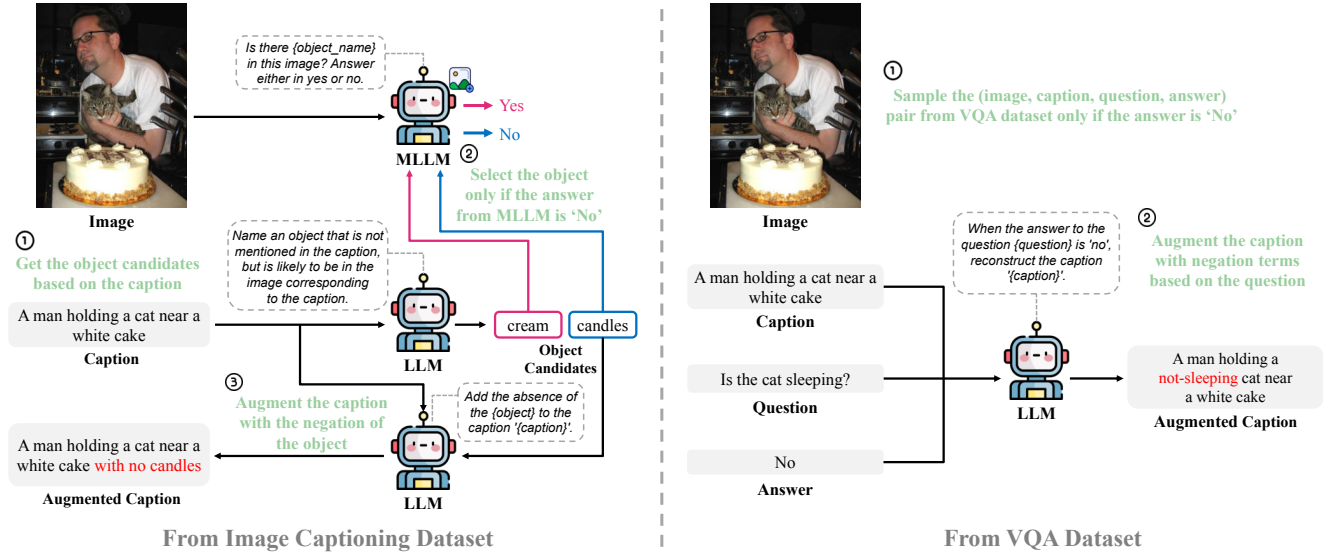 Is there {object_name}
in this image? Answer
either in yes or no.
Yes
No
MLLM
②
Select the object
only if the answer
from MLLM is ‘No’
Image
①
Get the object candidates
based on the caption
Name an object that is not
mentioned in the caption,
but is likely to be in the
image corresponding
to the caption.
A man holding a cat near a
white cake
Caption
LLM
cream
candles
Object
Candidates
③
Augment the caption
with the negation of
the object
Add the absence of
the {object} to the
caption '{caption}'.
A man holding a cat near a
white cake with no candles
Augmented Caption
LLM
From Image Captioning Dataset
①
Sample the (image, caption, question, answer)
pair from VQA dataset only if the answer is ‘No’
Image
When the answer to the
question {question} is 'no',
reconstruct the caption
'{caption}'.
②
Augment the caption
with negation terms
based on the question
A man holding a cat near a
white cake
Caption
Is the cat sleeping?
Question
No
Answer
LLM
A man holding a
not-sleeping cat near
a white cake
Augmented Caption
From VQA Dataset